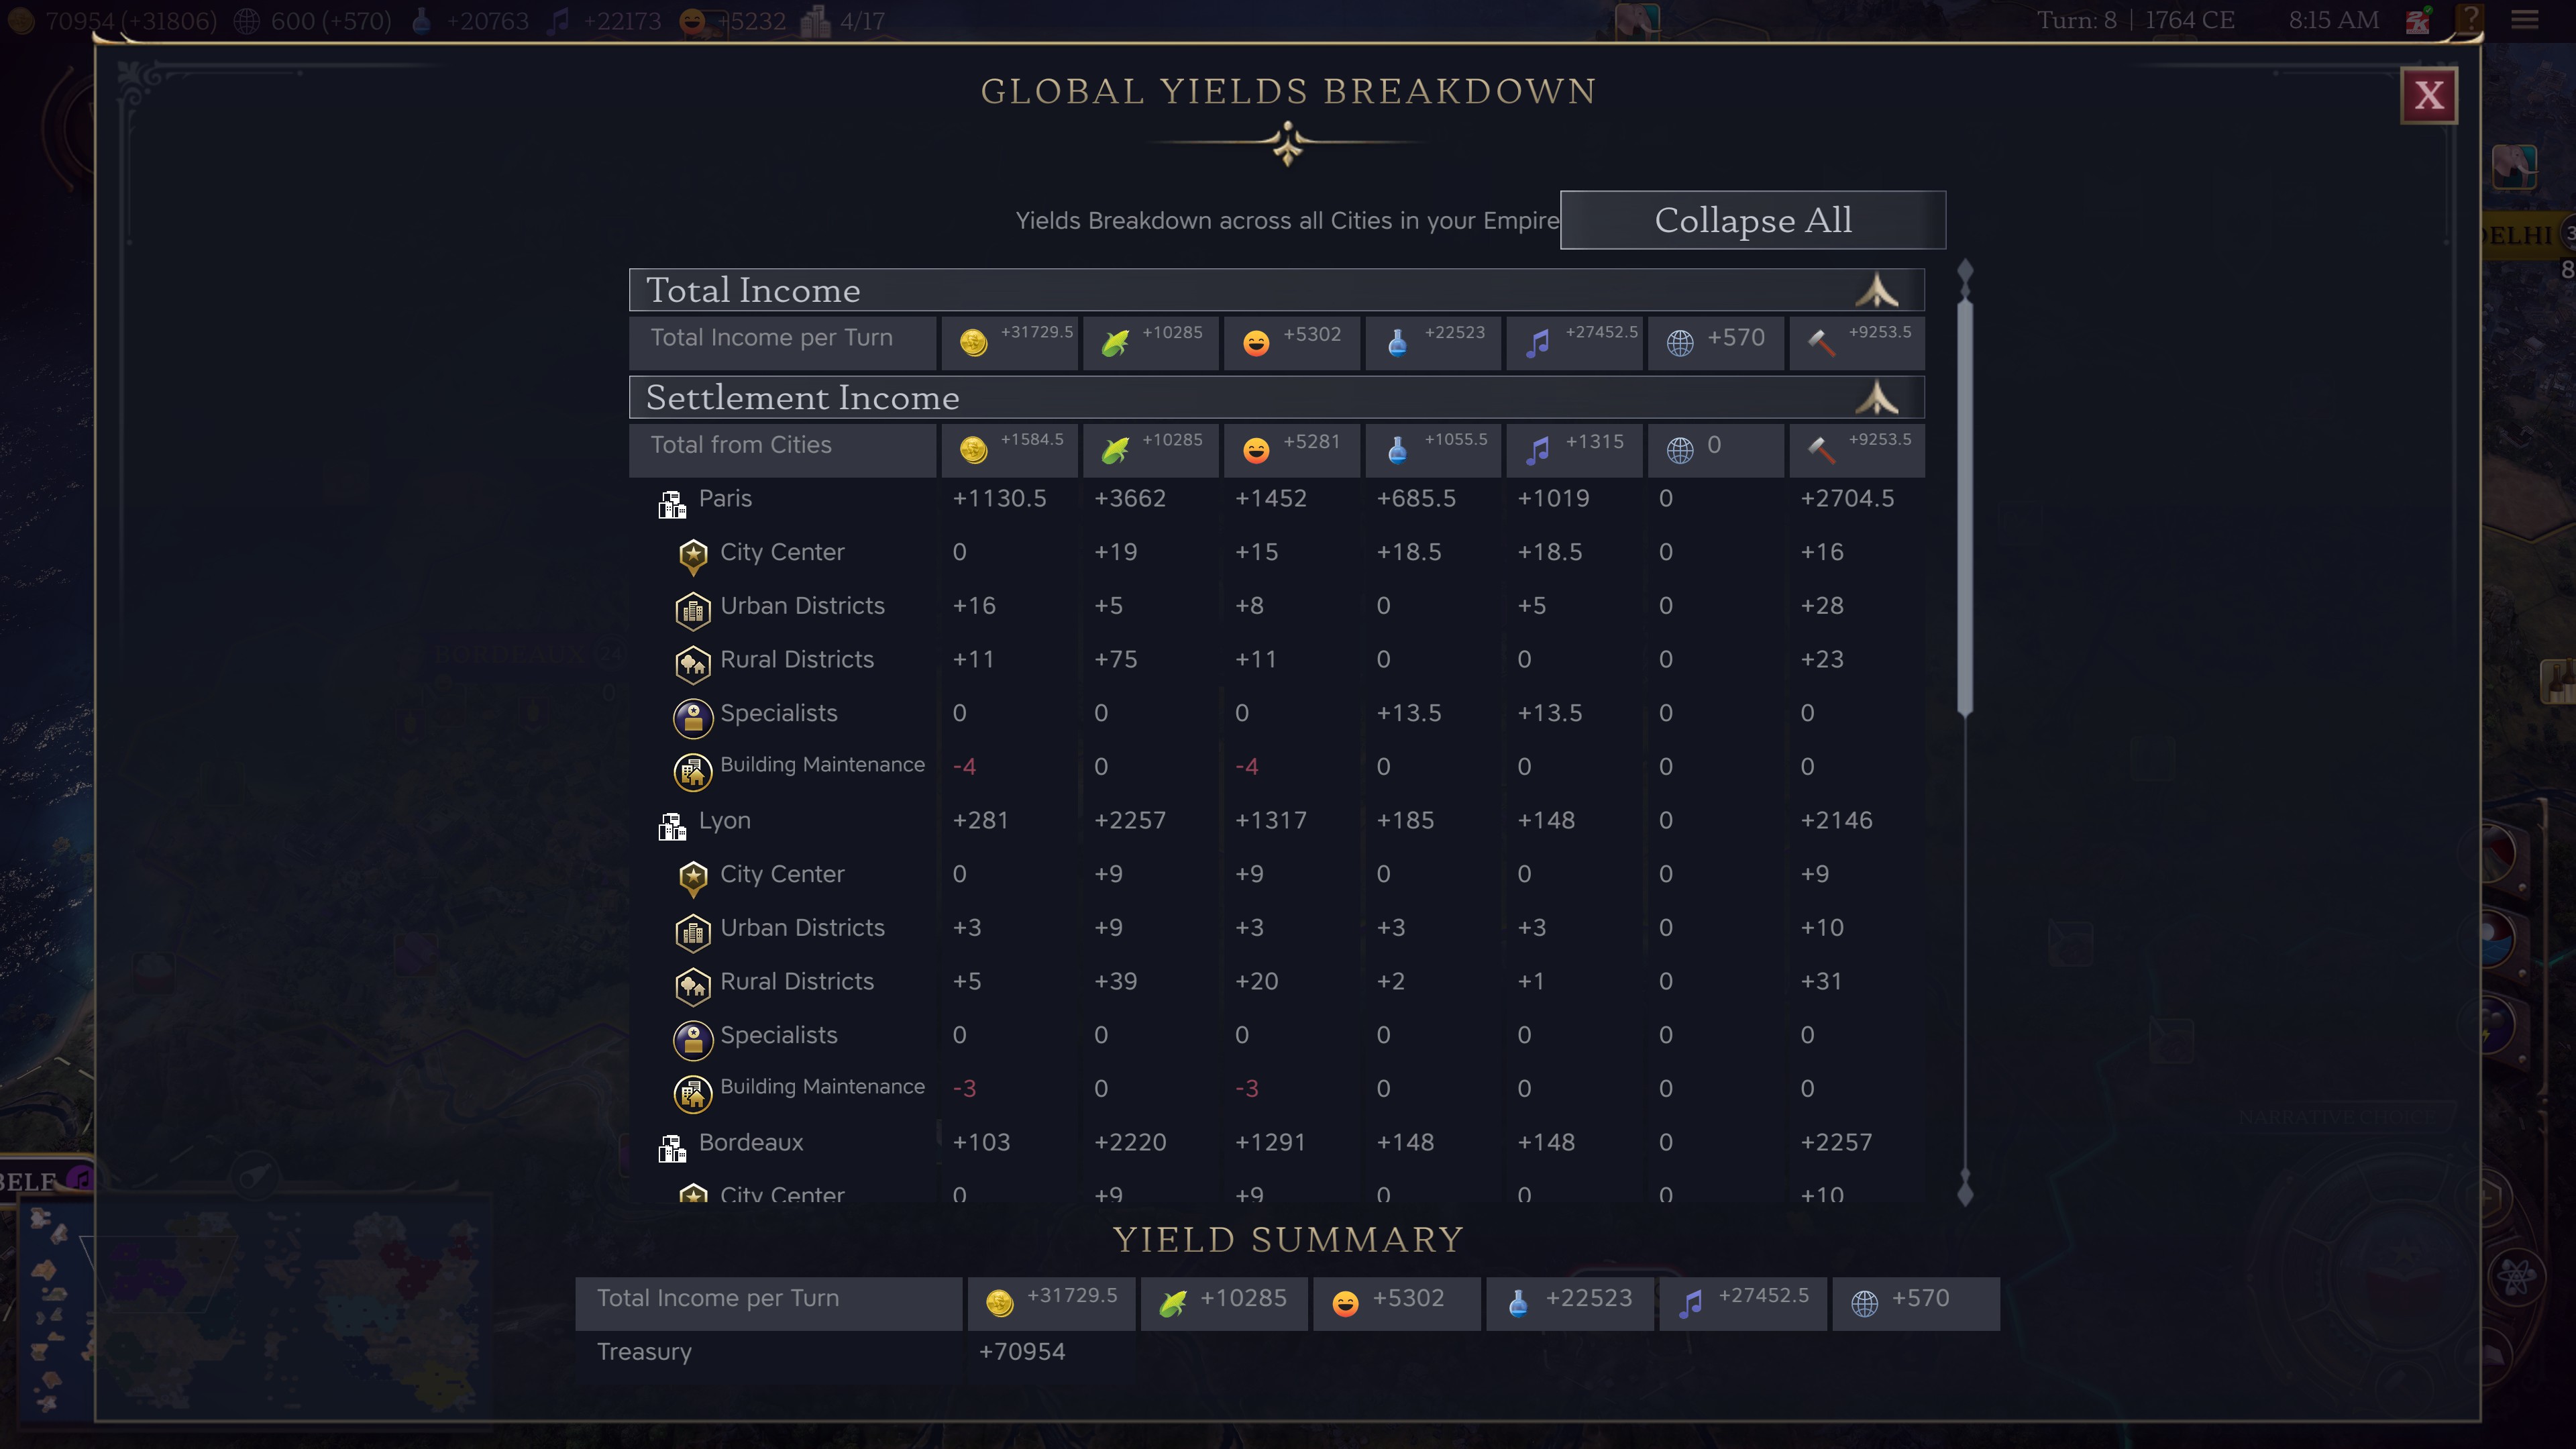 70954 (+31806) 600 (+570) +20763 +22173 +5232 4/17 Turn: 8 | 1764 CE 8:15 AM ?
GLOBAL YIELDS BREAKDOWN X
Yields Breakdown across all Cities in your Empire Collapse All
Total Income
Total Income per Turn +31729.5 +10285 +5302 +22523 +27452.5 +570 +9253.5
Settlement Income
Total from Cities +1584.5 +10285 +5281 +1055.5 +1315 0 +9253.5
Paris +1130.5 +3662 +1452 +685.5 +1019 0 +2704.5
City Center 0 +19 +15 +18.5 +18.5 0 +16
Urban Districts +16 +5 +8 0 +5 0 +28
Rural Districts +11 +75 +11 0 0 0 +23
Specialists 0 0 0 +13.5 +13.5 0 0
Building Maintenance -4 0 -4 0 0 0 0
Lyon +281 +2257 +1317 +185 +148 0 +2146
City Center 0 +9 +9 0 0 0 +9
Urban Districts +3 +9 +3 +3 +3 0 +10
Rural Districts +5 +39 +20 +2 +1 0 +31
Specialists 0 0 0 0 0 0 0
Building Maintenance -3 0 -3 0 0 0 0
Bordeaux +103 +2220 +1291 +148 +148 0 +2257
City Center 0 +9 +9 0 0 0 +10
YIELD SUMMARY
Total Income per Turn +31729.5 +10285 +5302 +22523 +27452.5 +570
Treasury +70954
BORDEAUX 24
0
ELHI
8
BELE
NARRATIVE CHOICE